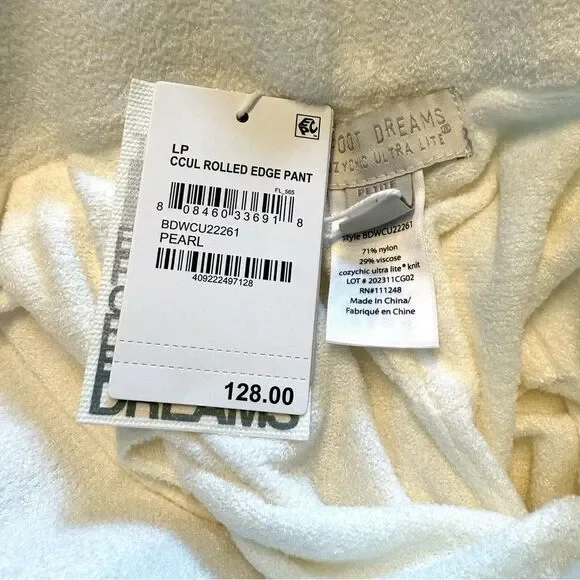 LP
CCUL ROLLED EDGE PANT
FL_565
8 08460 33691 8
BDWCU22261
PEARL
409222497128
128.00
DREAMS
OOT DREAMS
ZYCHIC ULTRA LITE®
PETITE
style BDWCU22261
71% nylon
29% viscose
cozychic ultra lite® knit
LOT # 202311CG02
RN#111248
Made in China/
Fabriqué en Chine